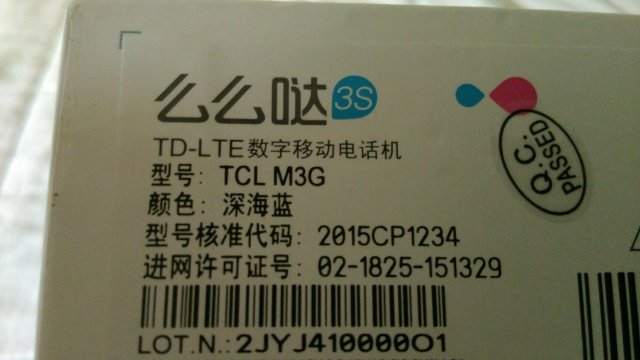 么么哒 3S
TD-LTE数字移动电话机
型号: TCL M3G
颜色: 深海蓝
型号核准代码: 2015CP1234
进网许可证号: 02-1825-151329
LOT.N.: 2JYJ41000001
Q.C.
PASSED